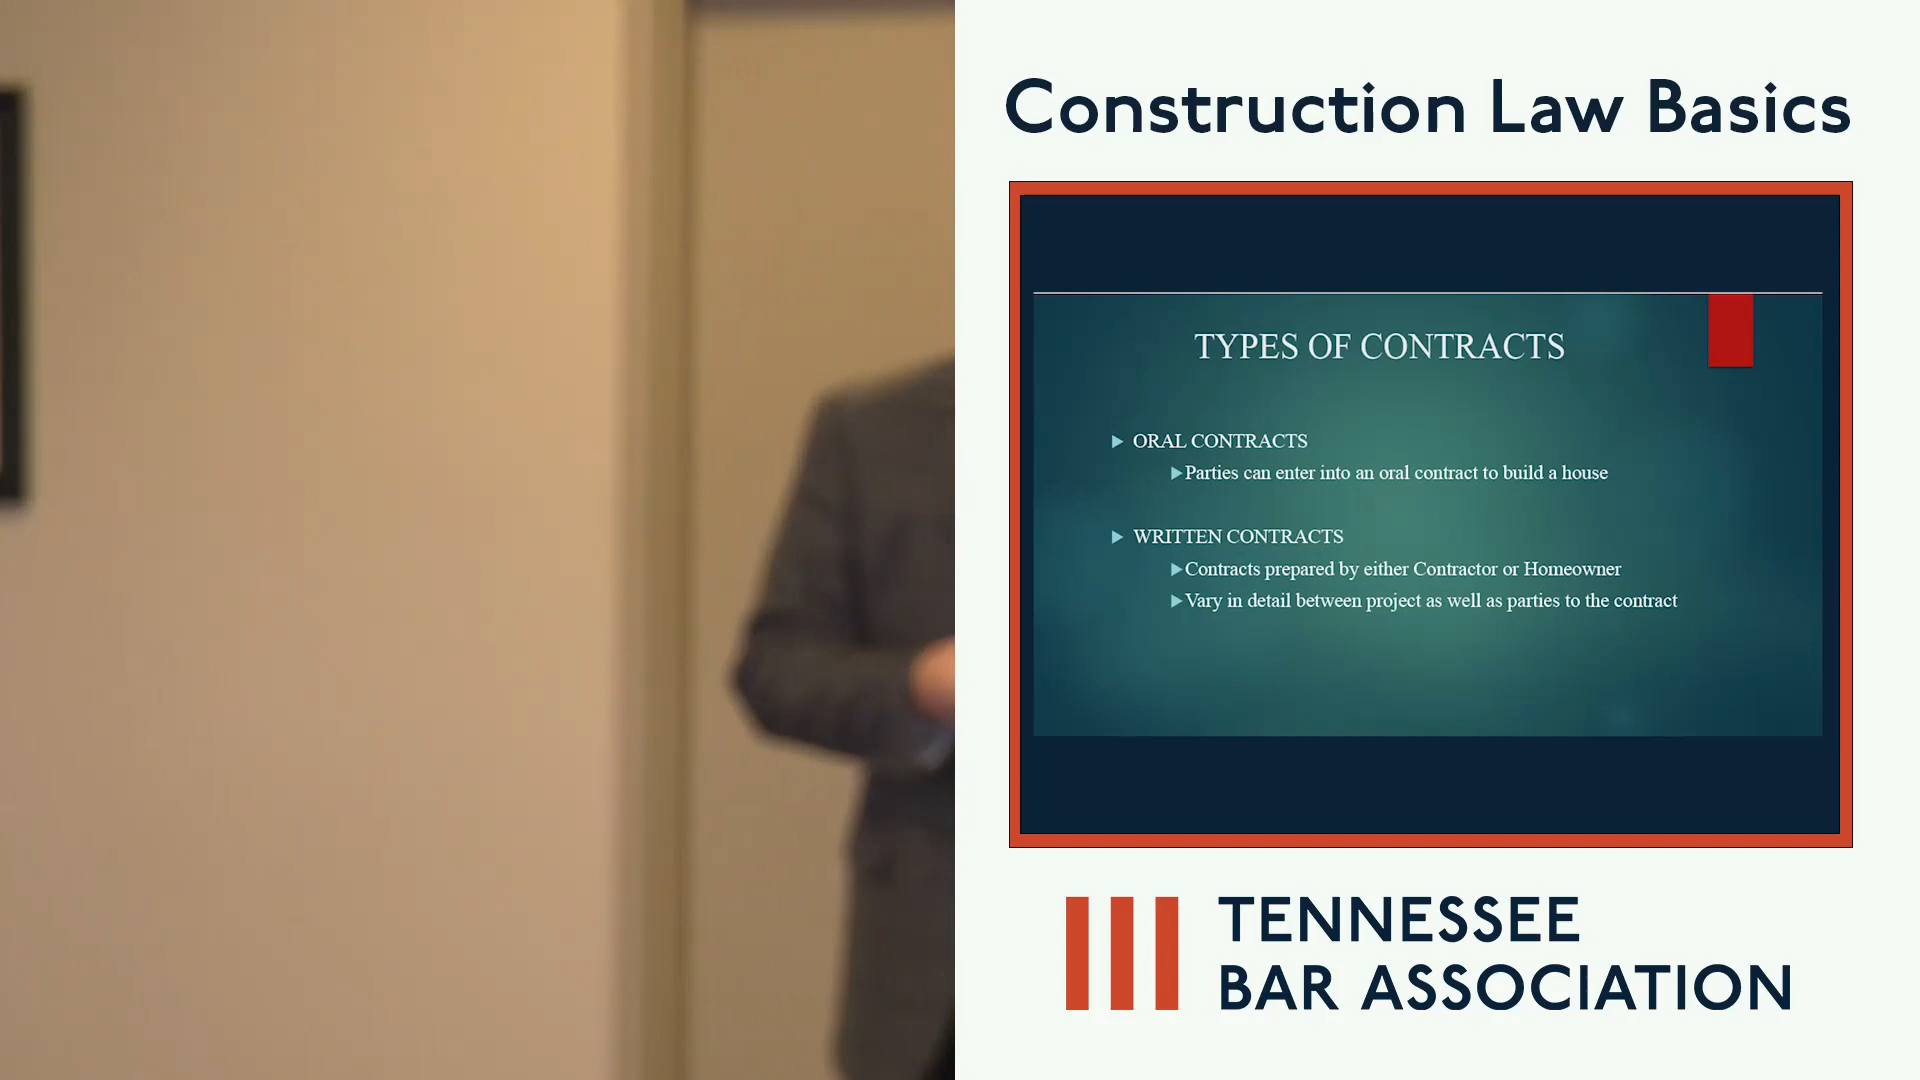 Construction Law Basics
TYPES OF CONTRACTS
ORAL CONTRACTS
Parties can enter into an oral contract to build a house
WRITTEN CONTRACTS
Contracts prepared by either Contractor or Homeowner
Vary in detail between project as well as parties to the contract
TENNESSEE
BAR ASSOCIATION